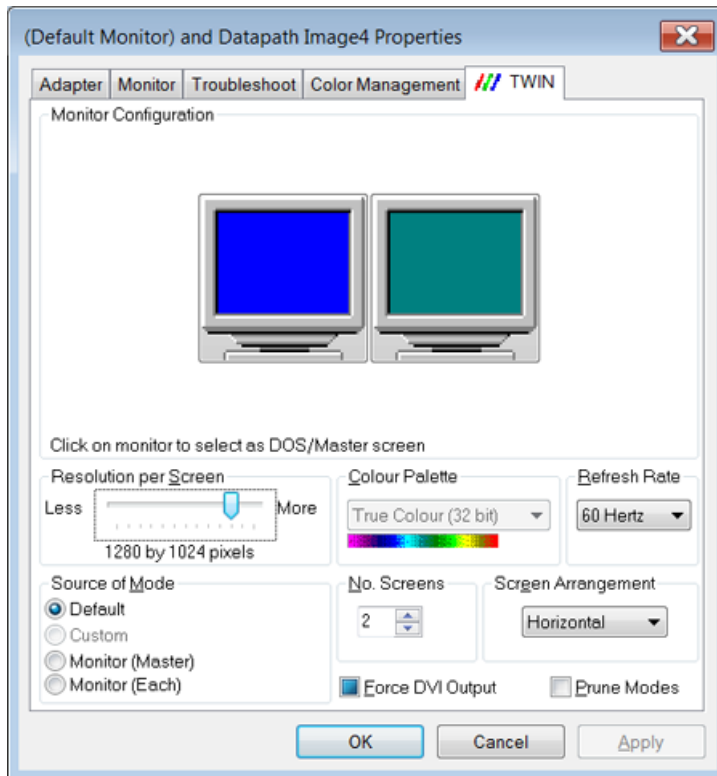 (Default Monitor) and Datapath Image4 Properties
Adapter Monitor Troubleshoot Color Management TWIN
Monitor Configuration
Click on monitor to select as DOS/Master screen
Resolution per Screen
Less More
1280 by 1024 pixels
Colour Palette
True Colour (32 bit)
Refresh Rate
60 Hertz
Source of Mode
Default
Custom
Monitor (Master)
Monitor (Each)
No. Screens
2
Screen Arrangement
Horizontal
Force DVI Output
Prune Modes
OK Cancel Apply